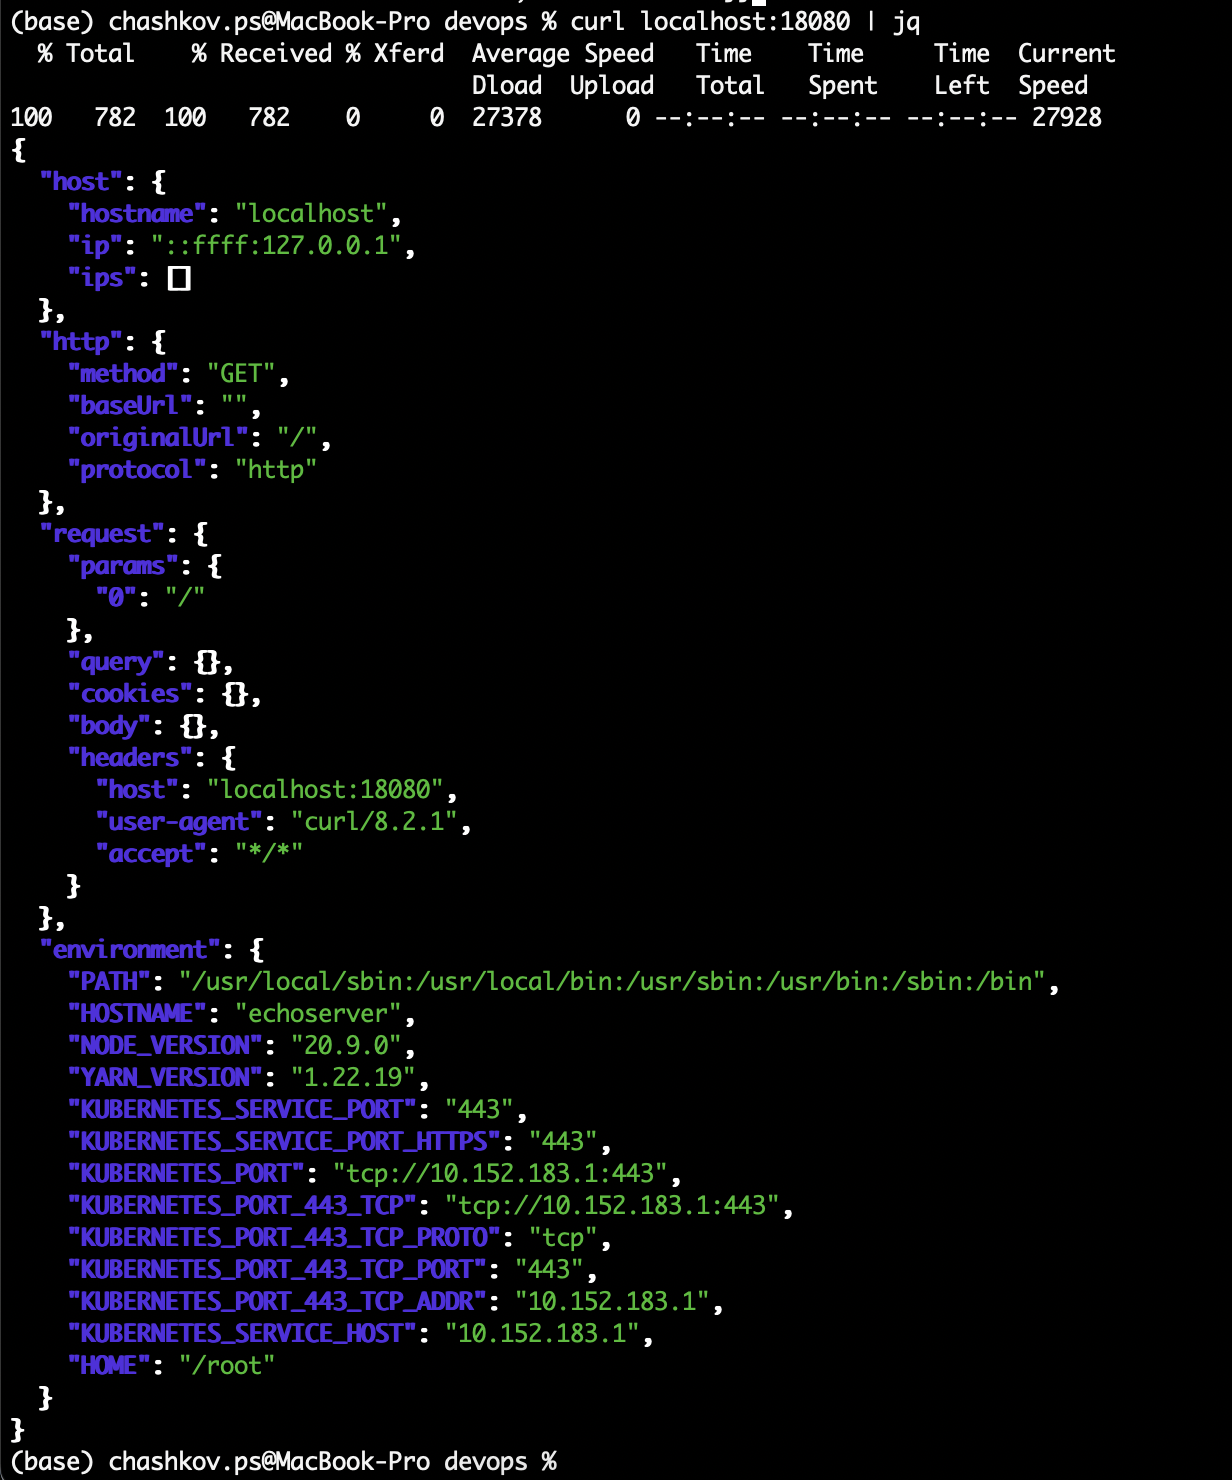 (base) chashkov.ps@MacBook-Pro devops % curl localhost:18080 | jq
  % Total    % Received % Xferd  Average Speed   Time    Time     Time  Current
                                 Dload  Upload   Total   Spent    Left  Speed
100   782  100   782    0     0  27378      0 --:--:-- --:--:-- --:--:-- 27928
{
  "host": {
    "hostname": "localhost",
    "ip": "::ffff:127.0.0.1",
    "ips": []
  },
  "http": {
    "method": "GET",
    "baseUrl": "",
    "originalUrl": "/",
    "protocol": "http"
  },
  "request": {
    "params": {
      "0": "/"
    },
    "query": {},
    "cookies": {},
    "body": {},
    "headers": {
      "host": "localhost:18080",
      "user-agent": "curl/8.2.1",
      "accept": "*/*"
    }
  },
  "environment": {
    "PATH": "/usr/local/sbin:/usr/local/bin:/usr/sbin:/usr/bin:/sbin:/bin",
    "HOSTNAME": "echoserver",
    "NODE_VERSION": "20.9.0",
    "YARN_VERSION": "1.22.19",
    "KUBERNETES_SERVICE_PORT": "443",
    "KUBERNETES_SERVICE_PORT_HTTPS": "443",
    "KUBERNETES_PORT": "tcp://10.152.183.1:443",
    "KUBERNETES_PORT_443_TCP": "tcp://10.152.183.1:443",
    "KUBERNETES_PORT_443_TCP_PROTO": "tcp",
    "KUBERNETES_PORT_443_TCP_PORT": "443",
    "KUBERNETES_PORT_443_TCP_ADDR": "10.152.183.1",
    "KUBERNETES_SERVICE_HOST": "10.152.183.1",
    "HOME": "/root"
  }
}
(base) chashkov.ps@MacBook-Pro devops %